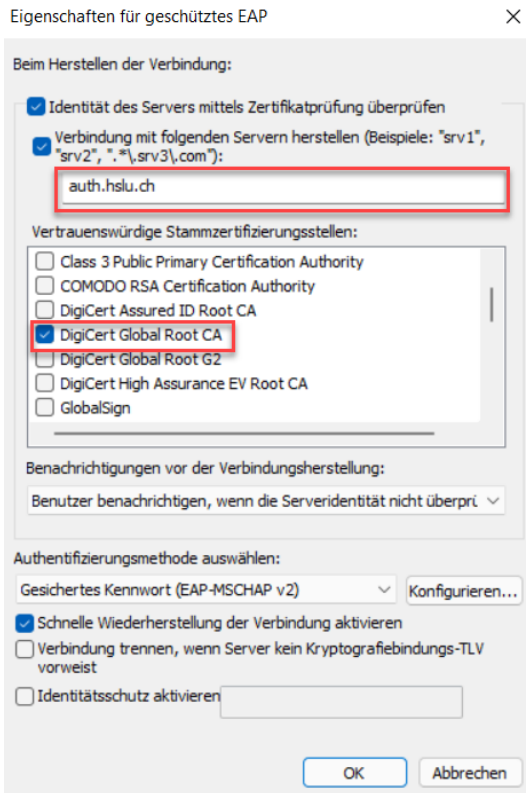 Eigenschaften für geschütztes EAP
Beim Herstellen der Verbindung:
Identität des Servers mittels Zertifikatprüfung überprüfen
Verbindung mit folgenden Servern herstellen (Beispiele: "srv1",
"srv2", ".*\.srv3\.com"):
auth.hslu.ch
Vertrauenswürdige Stammzertifizierungsstellen:
Class 3 Public Primary Certification Authority
COMODO RSA Certification Authority
DigiCert Assured ID Root CA
DigiCert Global Root CA
DigiCert Global Root G2
DigiCert High Assurance EV Root CA
GlobalSign
Benachrichtigungen vor der Verbindungsherstellung:
Benutzer benachrichtigen, wenn die Serveridentität nicht überprü
Authentifizierungsmethode auswählen:
Gesichertes Kennwort (EAP-MSCHAP v2)
Konfigurieren...
Schnelle Wiederherstellung der Verbindung aktivieren
Verbindung trennen, wenn Server kein Kryptografiebindungs-TLV
vorweist
Identitätsschutz aktivieren
OK
Abbrechen